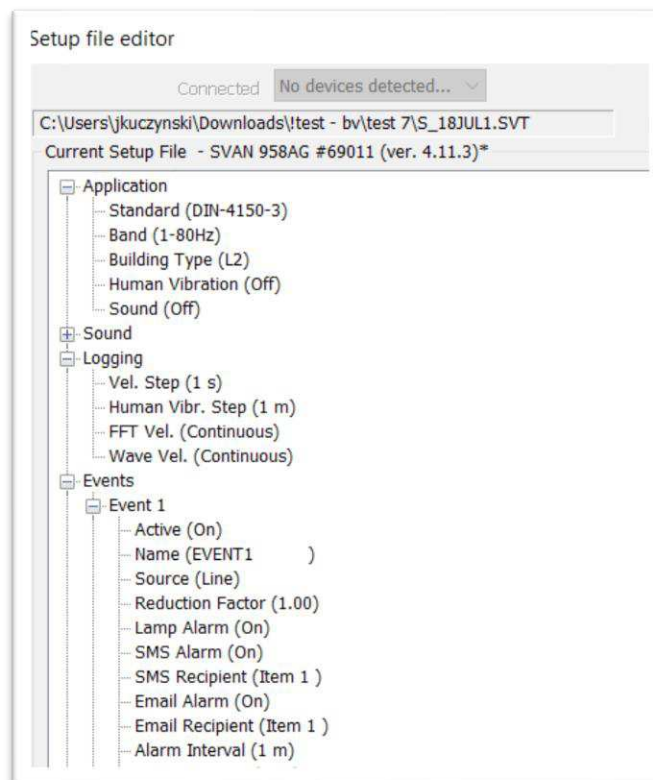 Setup file editor
Connected No devices detected...
C:\Users\jkuczynski\Downloads\!test - bv\test 7\S_18JUL1.SVT
Current Setup File - SVAN 958AG #69011 (ver. 4.11.3)*
Application
Standard (DIN-4150-3)
Band (1-80Hz)
Building Type (L2)
Human Vibration (Off)
Sound (Off)
Sound
Logging
Vel. Step (1 s)
Human Vibr. Step (1 m)
FFT Vel. (Continuous)
Wave Vel. (Continuous)
Events
Event 1
Active (On)
Name (EVENT1 )
Source (Line)
Reduction Factor (1.00)
Lamp Alarm (On)
SMS Alarm (On)
SMS Recipient (Item 1 )
Email Alarm (On)
Email Recipient (Item 1 )
Alarm Interval (1 m)